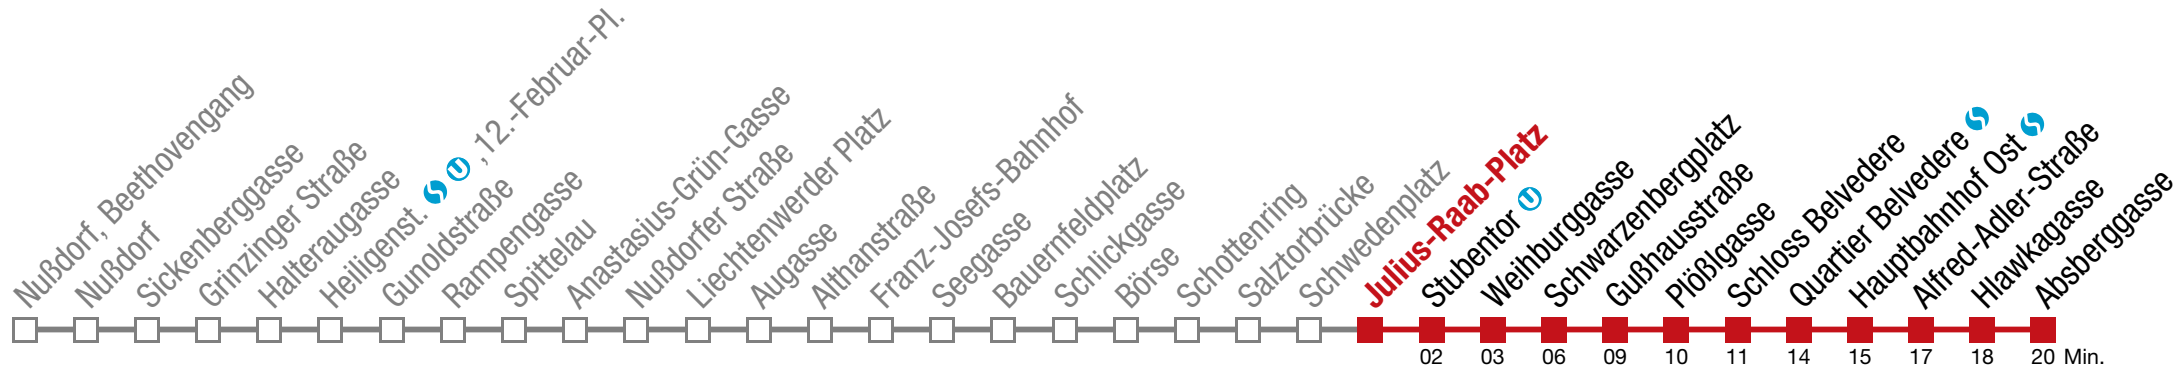 Nußdorf, Beethovengang
Nußdorf
Sickenberggasse
Grinzinger Straße
Halteraugasse
Heiligenst. S U , 12.-Februar-Pl.
Gunoldstraße
Rampengasse
Spittelau
Anastasius-Grün-Gasse
Nußdorfer Straße
Liechtenwerder Platz
Augasse
Althanstraße
Franz-Josefs-Bahnhof
Seegasse
Bauernfeldplatz
Schlickgasse
Börse
Schottenring
Salztorbrücke
Schwedenplatz
Julius-Raab-Platz
Stubentor U
Weihburggasse
Schwarzenbergplatz
Gußhausstraße
Plößlgasse
Schloss Belvedere
Quartier Belvedere S
Hauptbahnhof Ost S
Alfred-Adler-Straße
Hawkagasse
Absberggasse
02 03 06 09 10 11 14 15 17 18 20 Min.